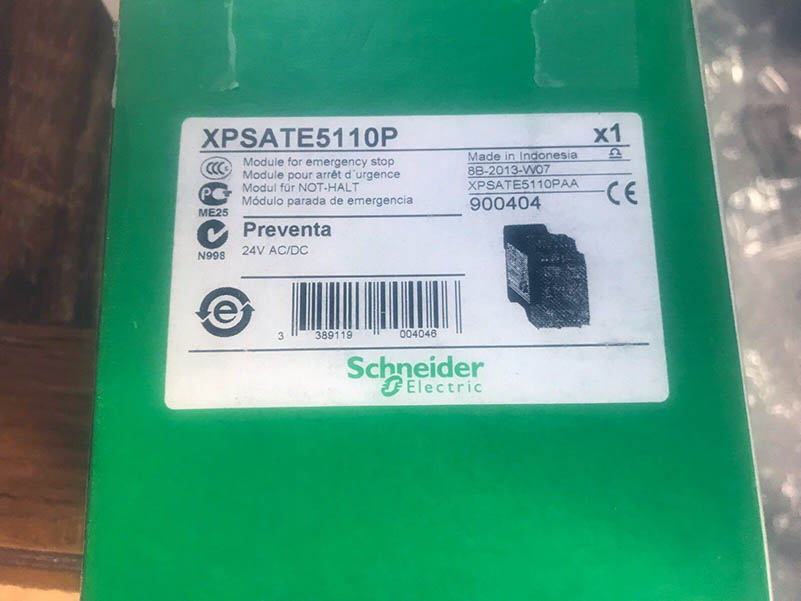 XPSATE5110P
x1
Module for emergency stop
Module pour arrêt d'urgence
Modul für NOT-HALT
Módulo parada de emergencia
Made in Indonesia
8B-2013-W07
XPSATE5110PAA
900404
CE
CCC
PC
ME25
N998
Preventa
24V AC/DC
e
3 389119 004046
Schneider
Electric